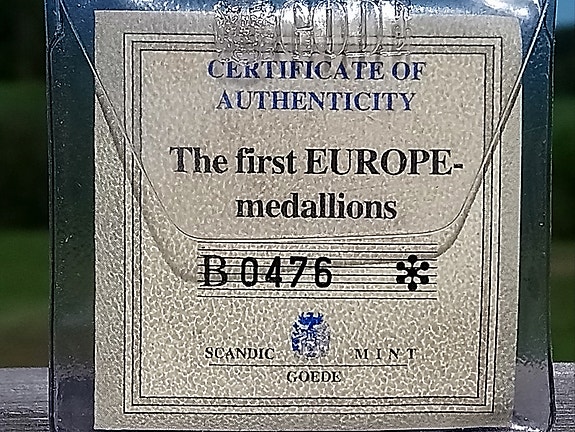 GOEDE
CERTIFICATE OF
AUTHENTICITY
The first EUROPE-
medallions
B 0476 *
SCANDIC MINT
GOEDE